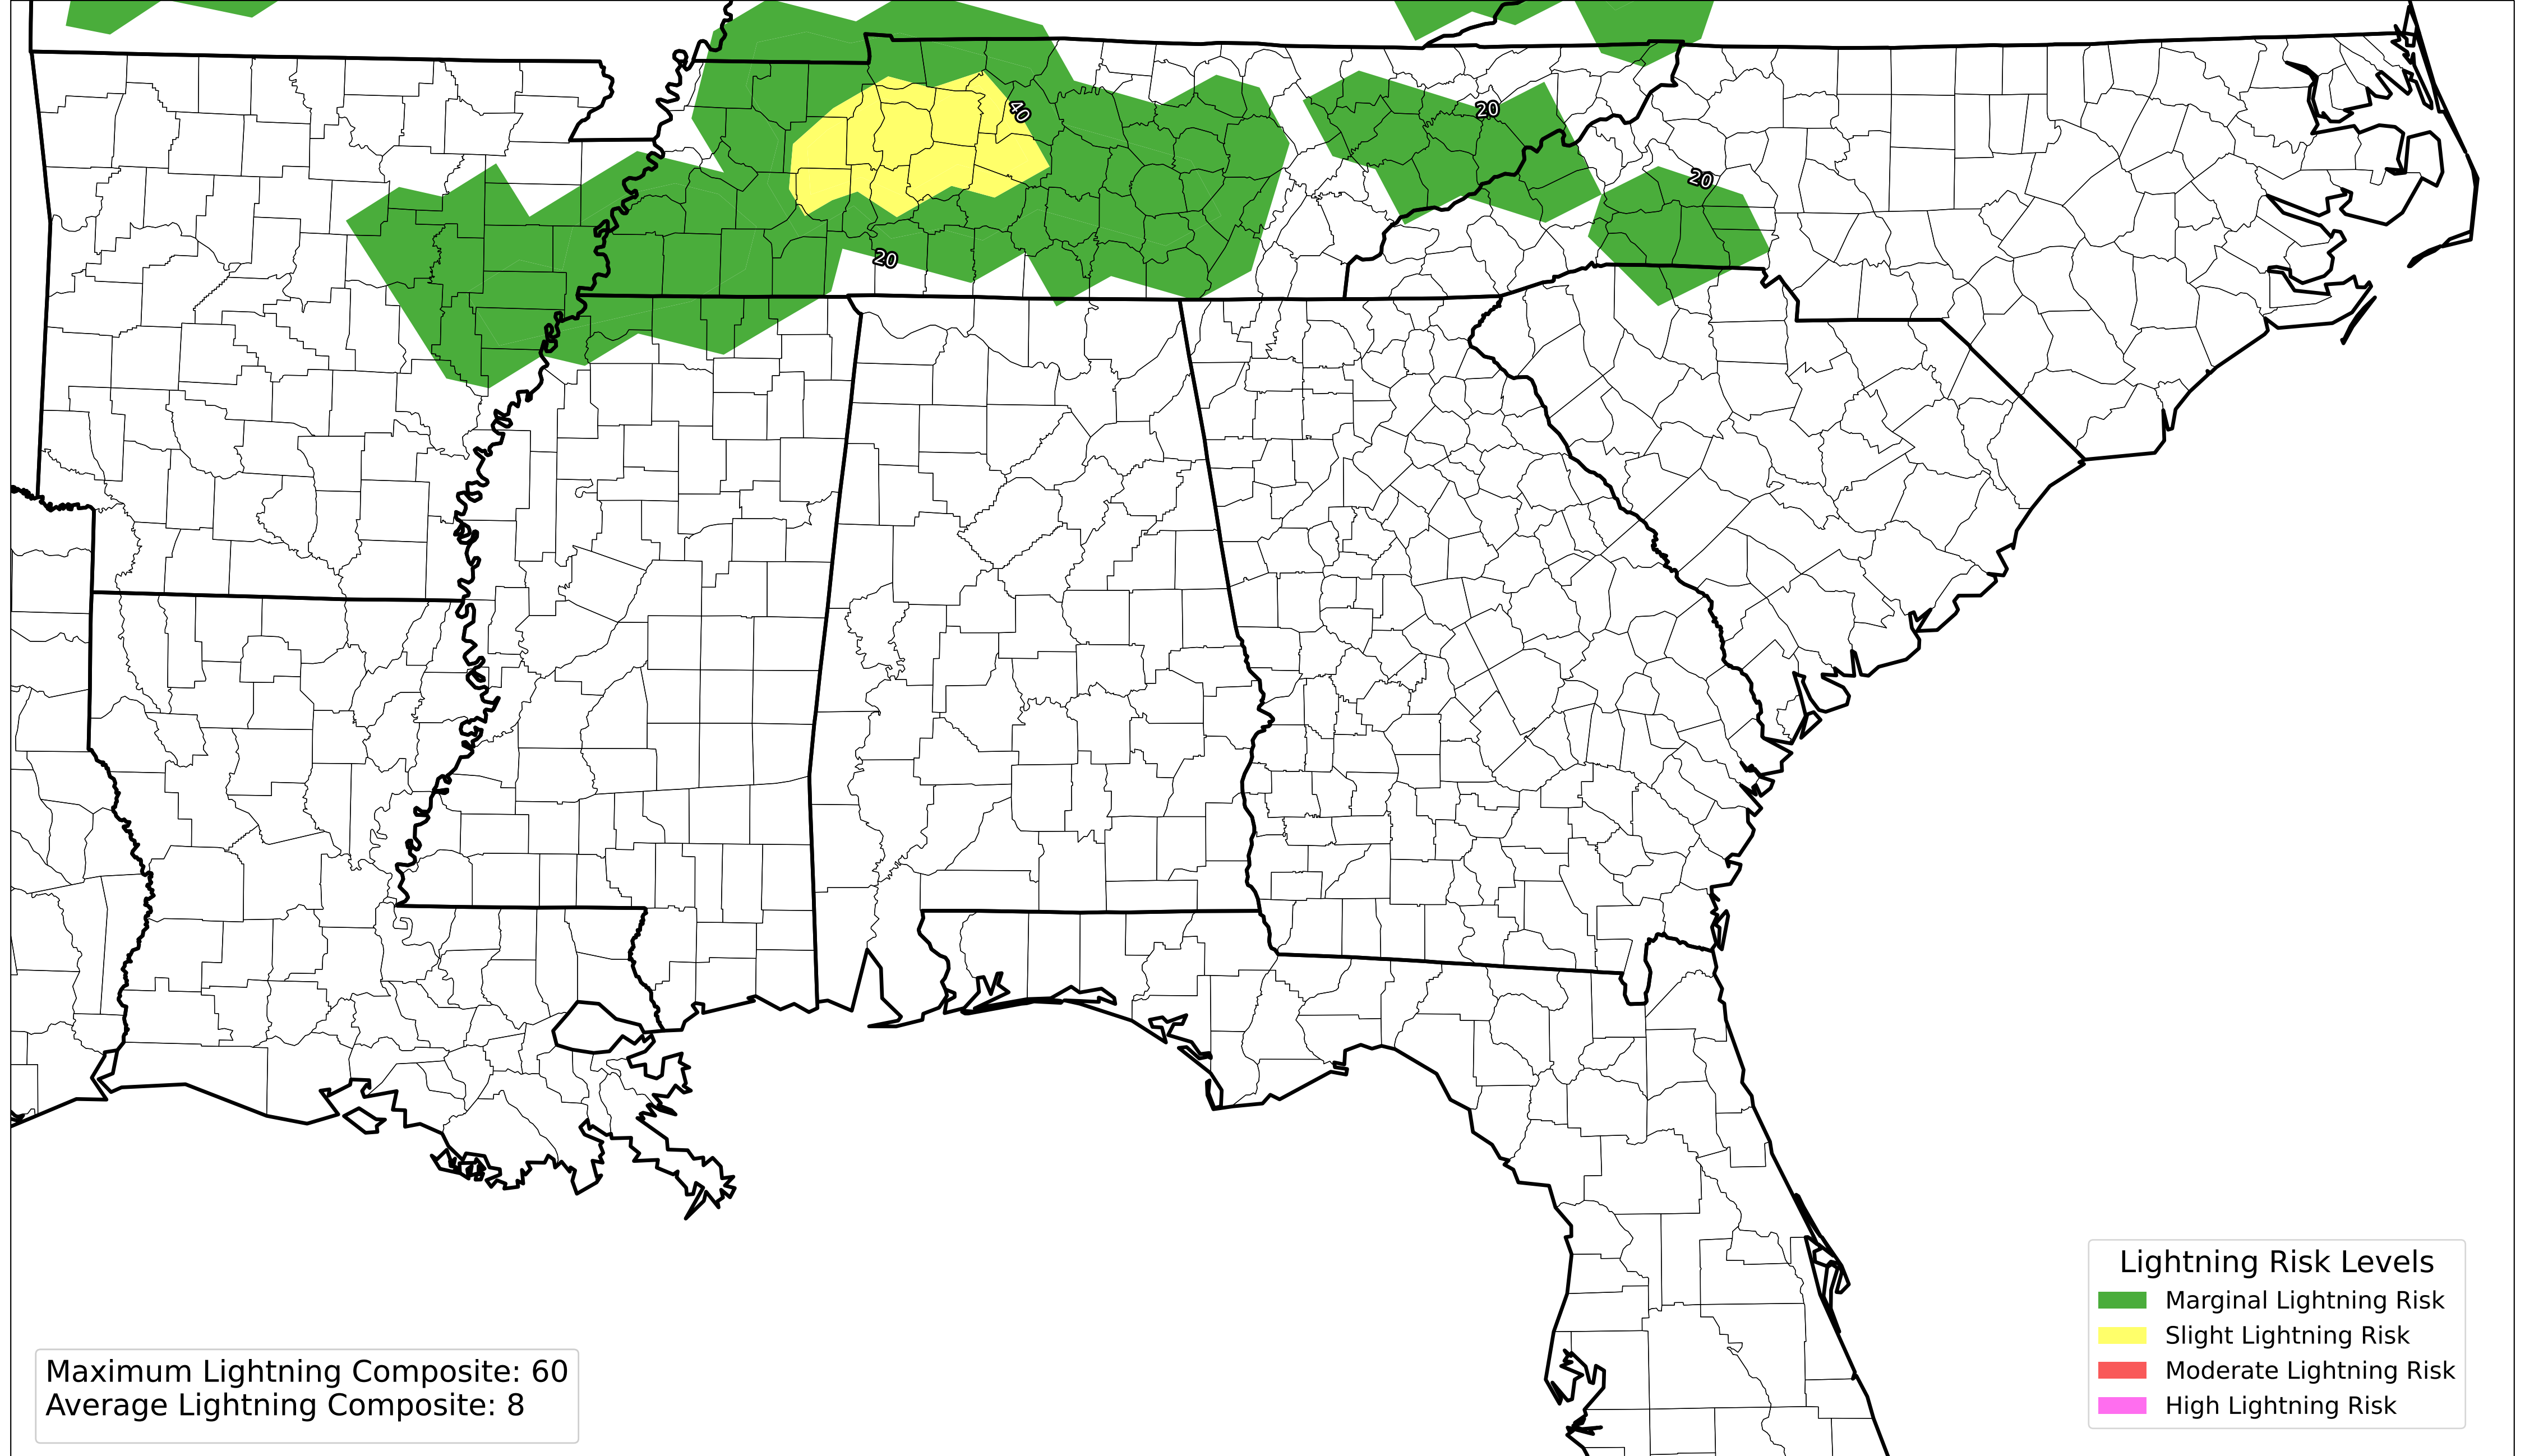 40
20
20
20
Maximum Lightning Composite: 60
Average Lightning Composite: 8
Lightning Risk Levels
Marginal Lightning Risk
Slight Lightning Risk
Moderate Lightning Risk
High Lightning Risk